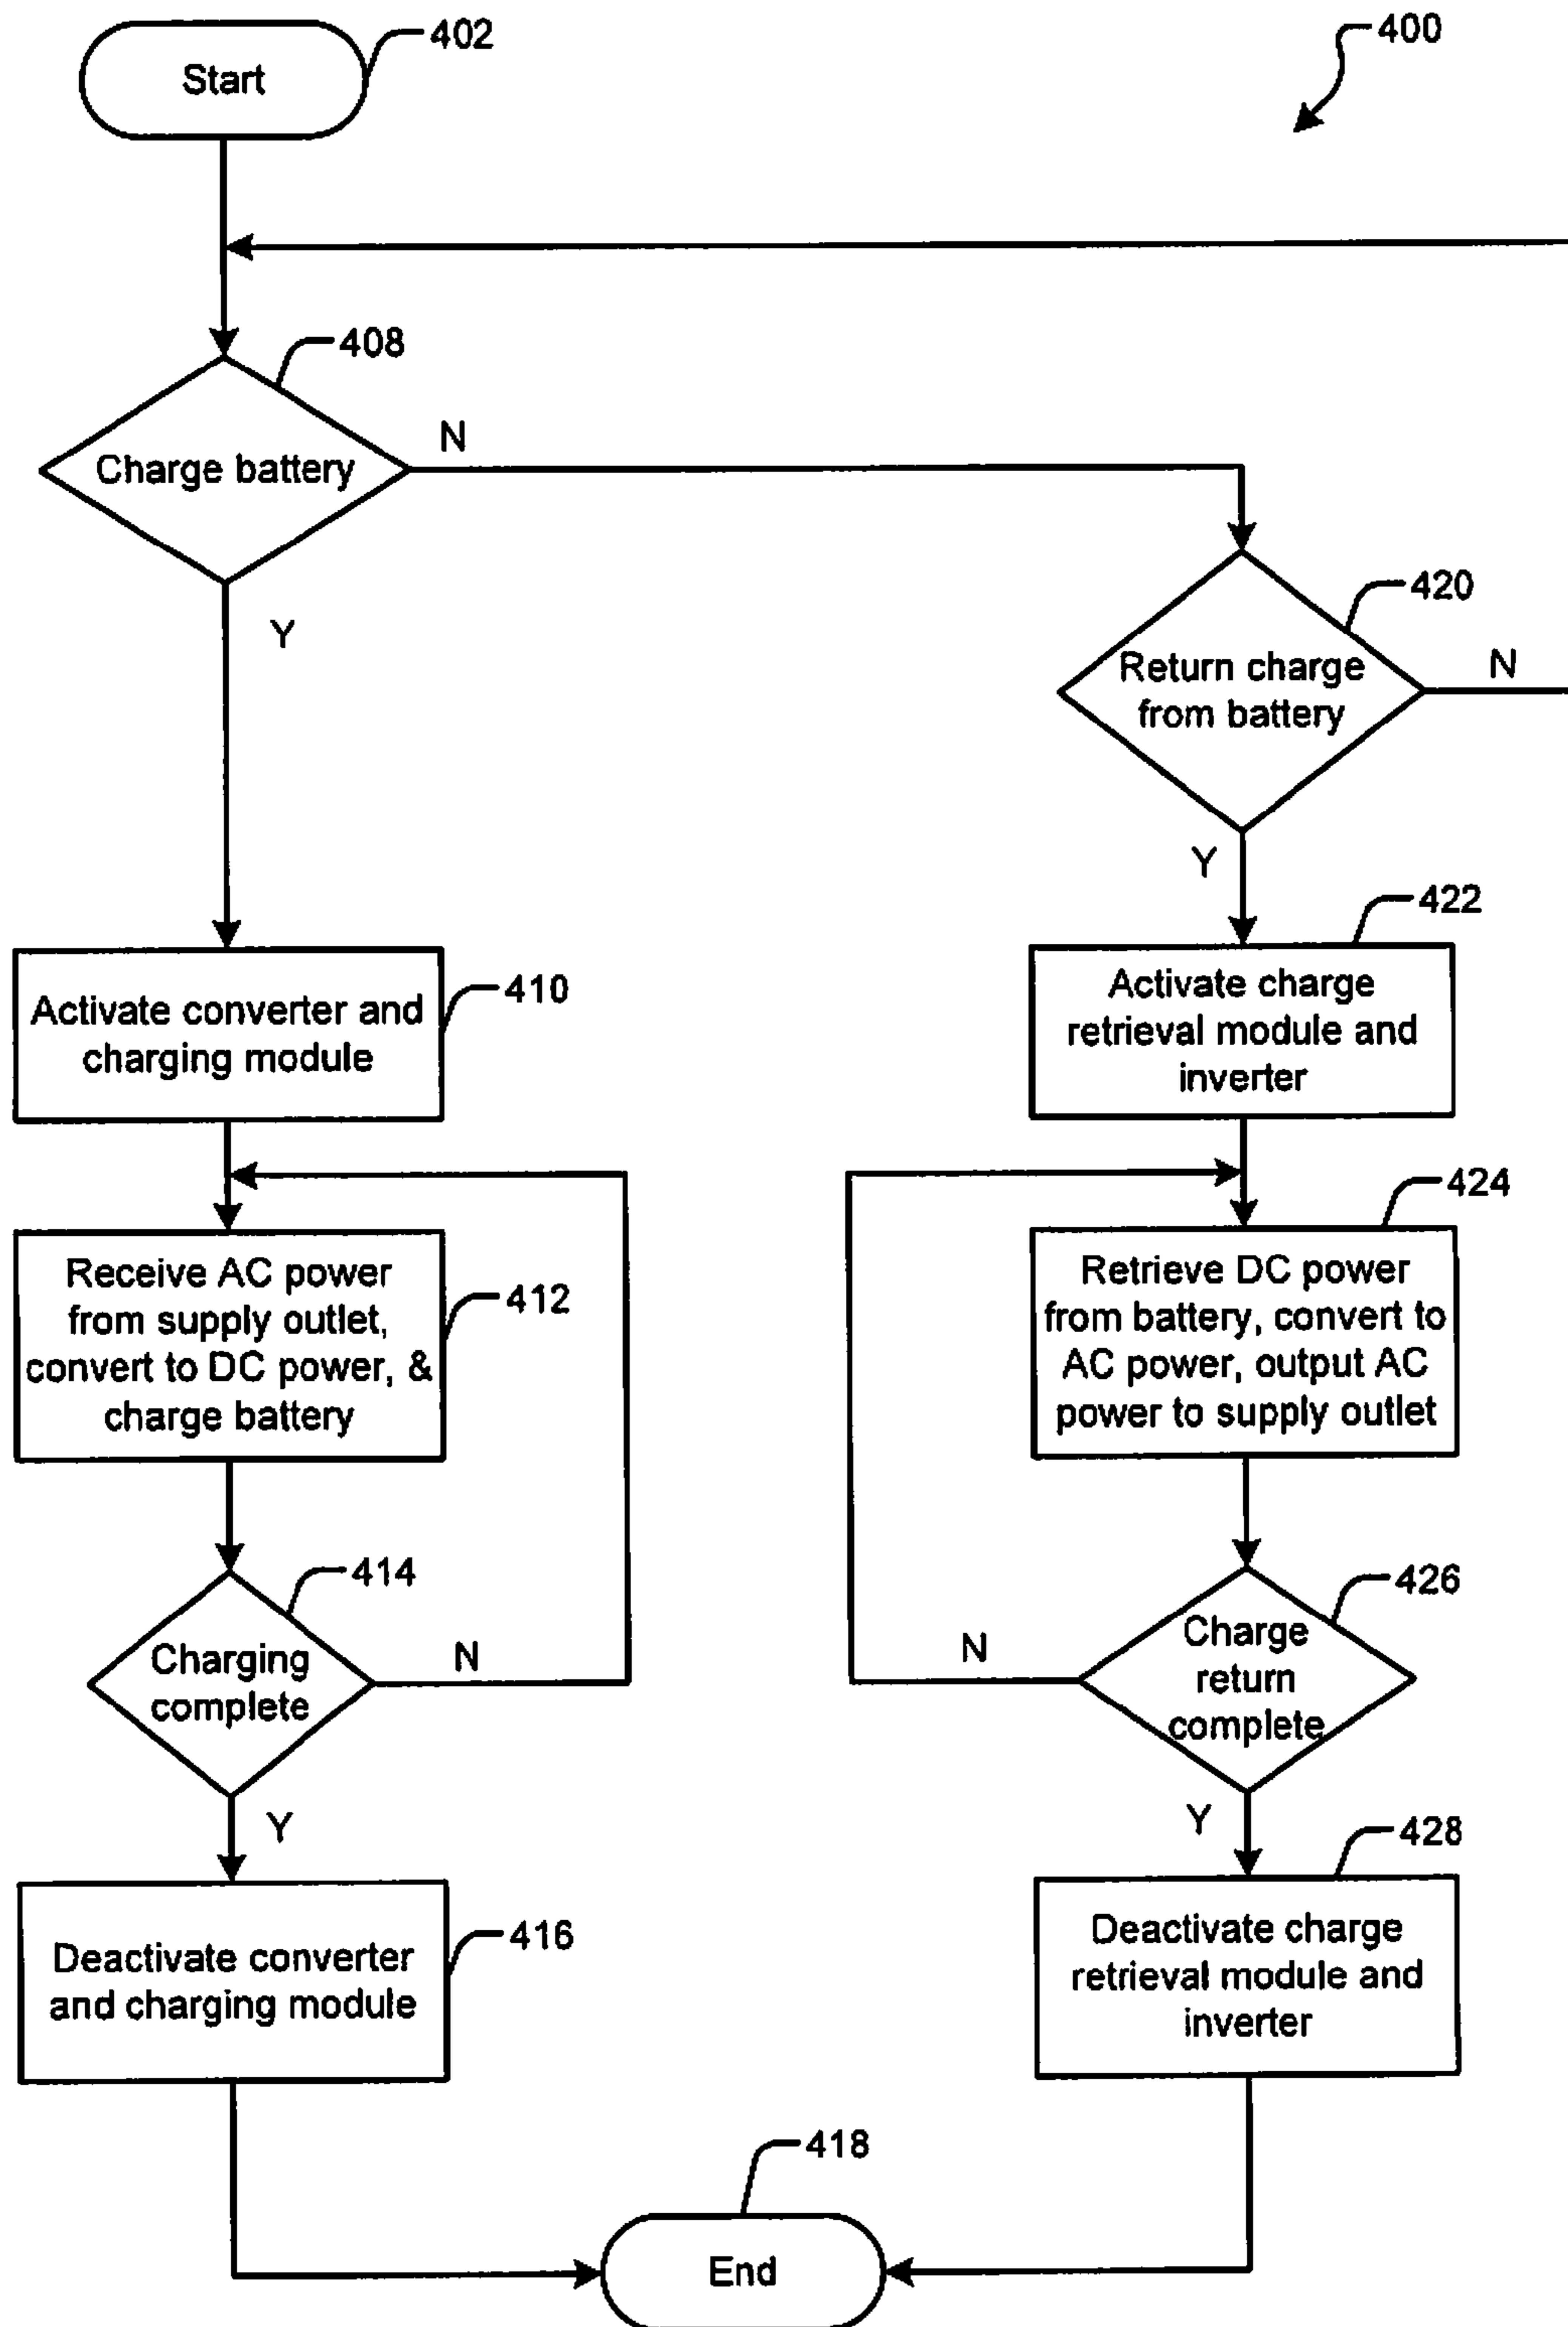 400
402
Start
408
Charge battery
N
Y
420
Return charge
from battery
N
Y
410
Activate converter and
charging module
422
Activate charge
retrieval module and
inverter
412
Receive AC power
from supply outlet,
convert to DC power, &
charge battery
424
Retrieve DC power
from battery, convert to
AC power, output AC
power to supply outlet
414
Charging
complete
N
Y
426
Charge
return
complete
N
Y
416
Deactivate converter
and charging module
428
Deactivate charge
retrieval module and
inverter
418
End